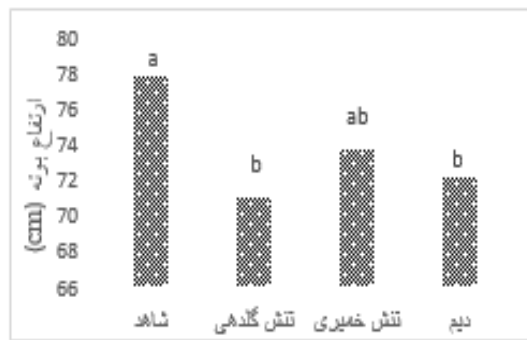 ارتفاع بوته (cm)
80
78
76
74
72
70
68
66
a
b
ab
b
شاهد
تنش گلدهی
تنش خمیری
دیم